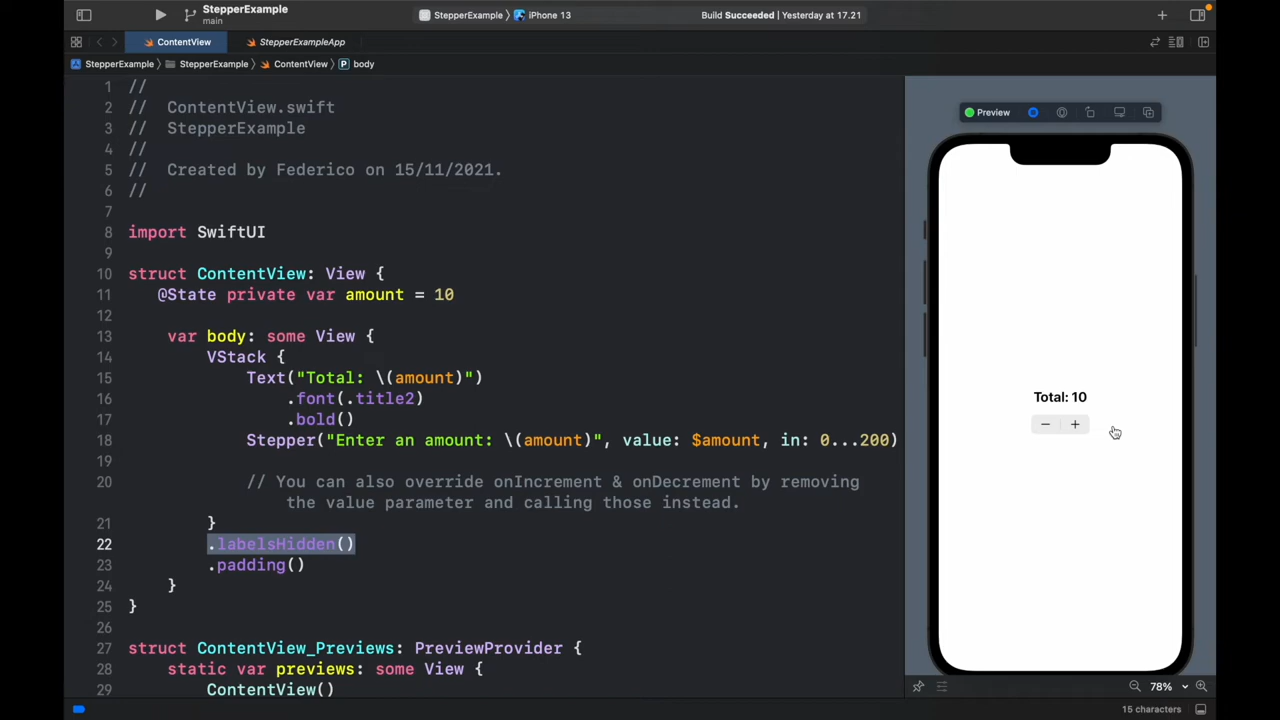 StepperExample
main
StepperExample
iPhone 13
Build Succeeded | Yesterday at 17.21
ContentView
StepperExampleApp
StepperExample
StepperExample
ContentView
P body
1 //
2 //  ContentView.swift
3 //  StepperExample
4 //
5 //  Created by Federico on 15/11/2021.
6 //
7
8 import SwiftUI
9
10 struct ContentView: View {
11    @State private var amount = 10
12
13     var body: some View {
14         VStack {
15             Text("Total: \(amount)")
16                 .font(.title2)
17                 .bold()
18             Stepper("Enter an amount: \(amount)", value: $amount, in: 0...200)
19
20             // You can also override onIncrement & onDecrement by removing
the value parameter and calling those instead.
21         }
22         .labelsHidden()
23         .padding()
24     }
25 }
26
27 struct ContentView_Previews: PreviewProvider {
28     static var previews: some View {
29         ContentView()
Preview
Total: 10
− +
78%
15 characters